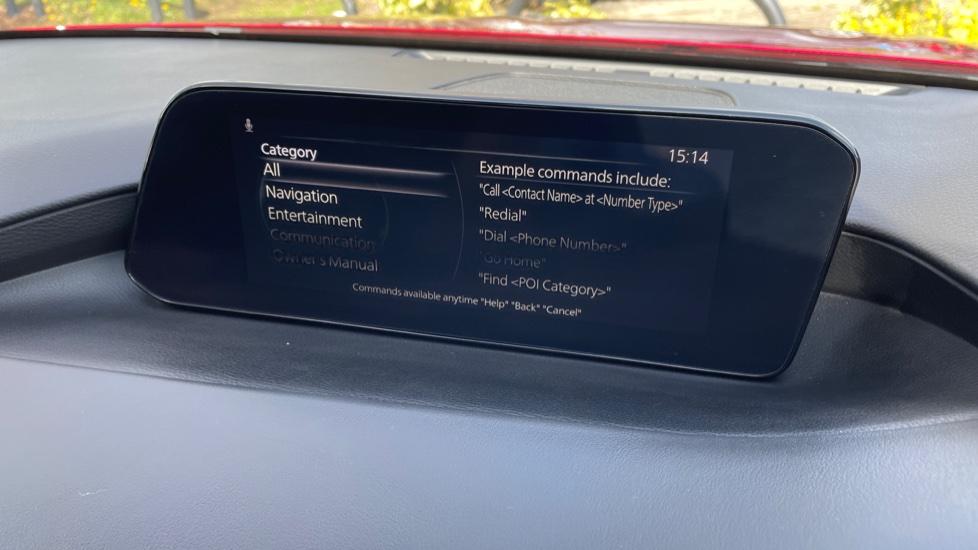 15:14
Category
All
Navigation
Entertainment
Communication
Owner's Manual
Example commands include:
"Call <Contact Name> at <Number Type>"
"Redial"
"Dial <Phone Number>"
"Go Home"
"Find <POI Category>"
Commands available anytime "Help" "Back" "Cancel"